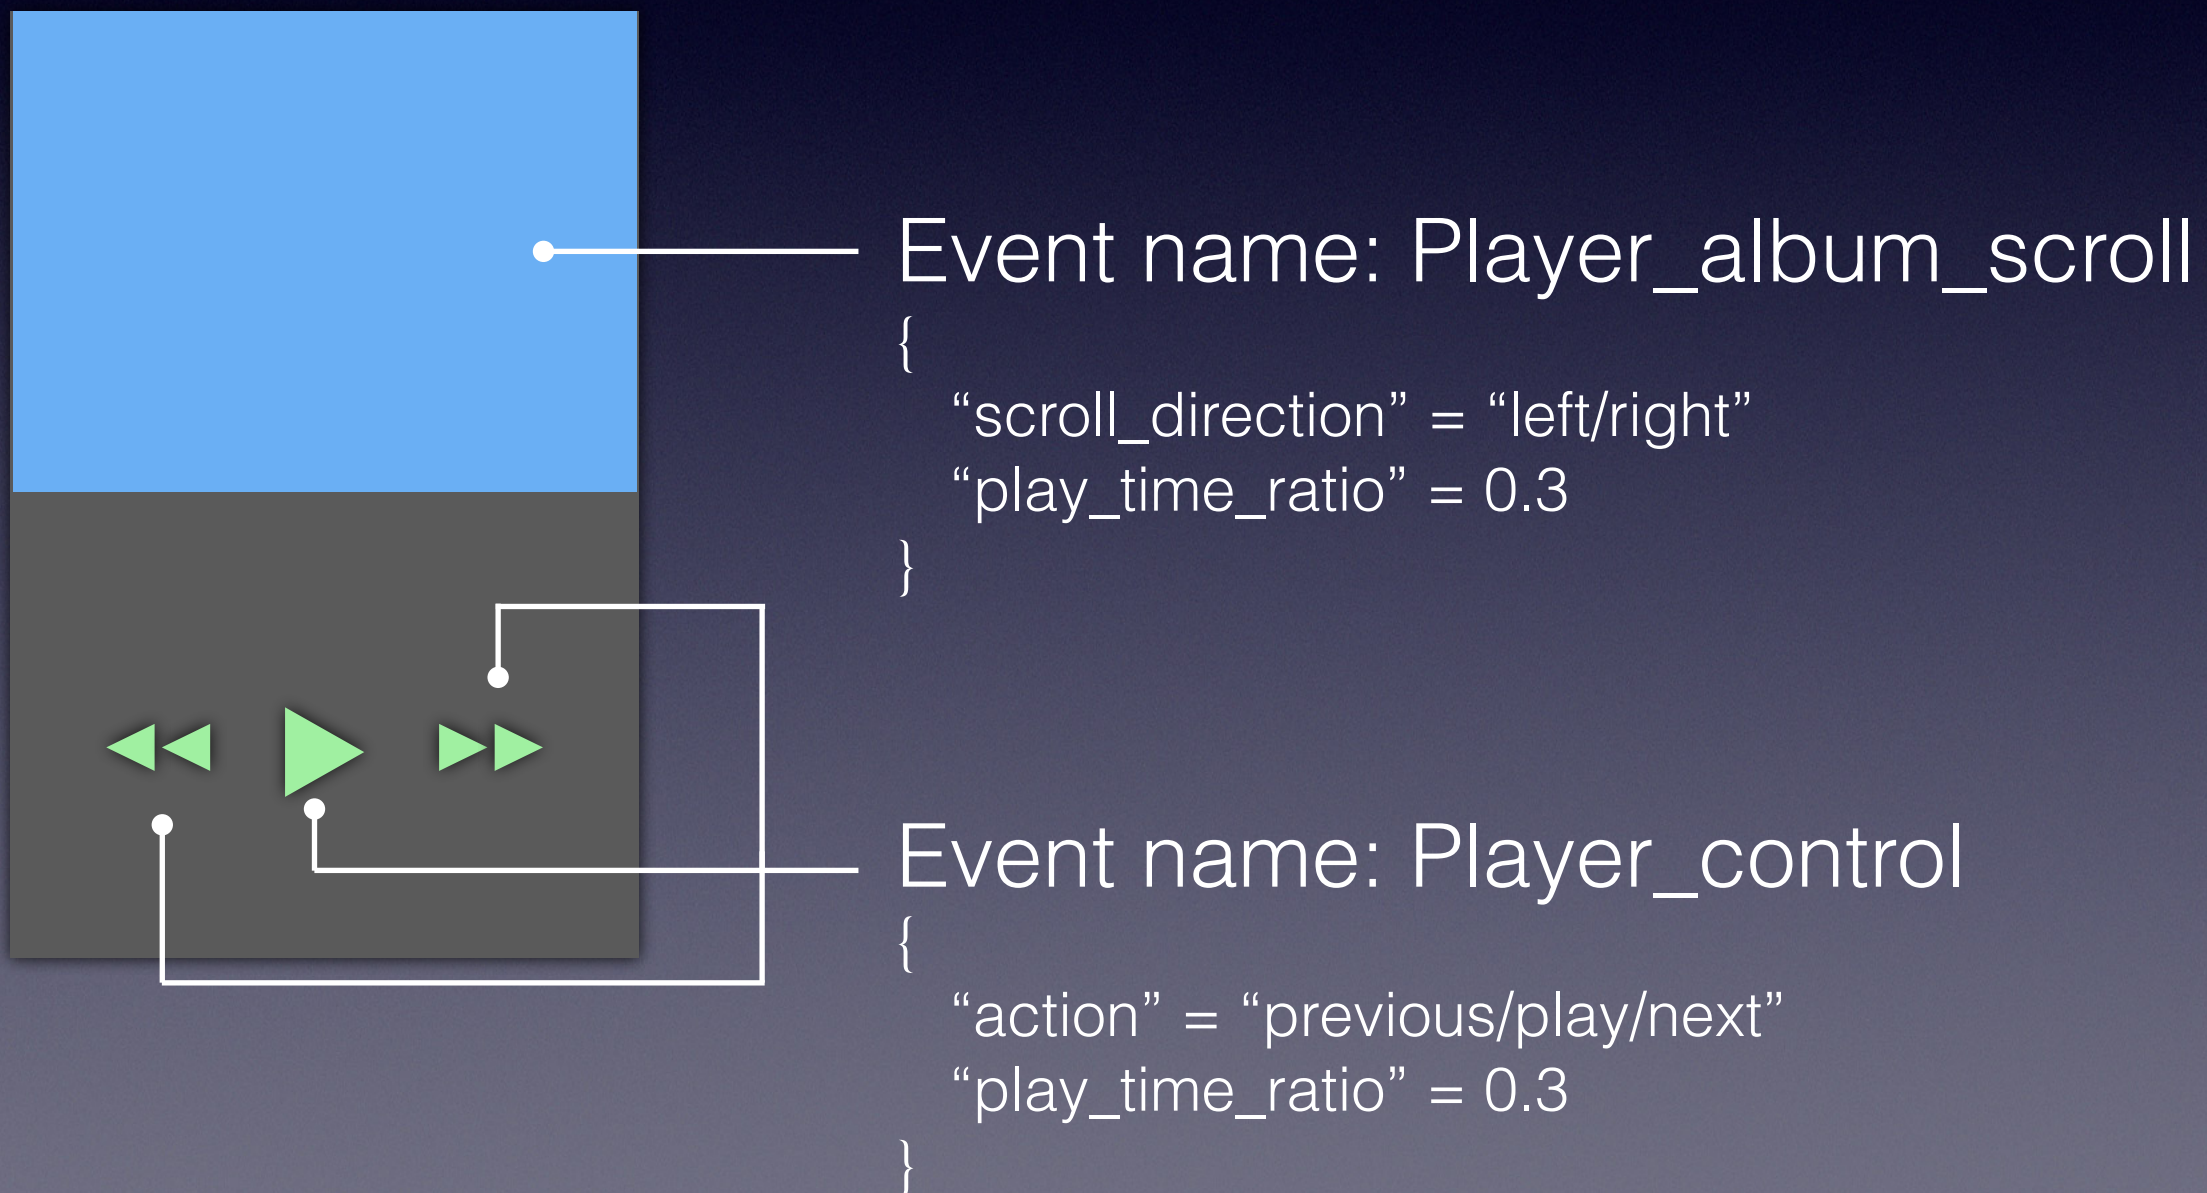 Event name: Player_album_scroll
{
“scroll_direction” = “left/right”
“play_time_ratio” = 0.3
}
Event name: Player_control
{
“action” = “previous/play/next”
“play_time_ratio” = 0.3
}